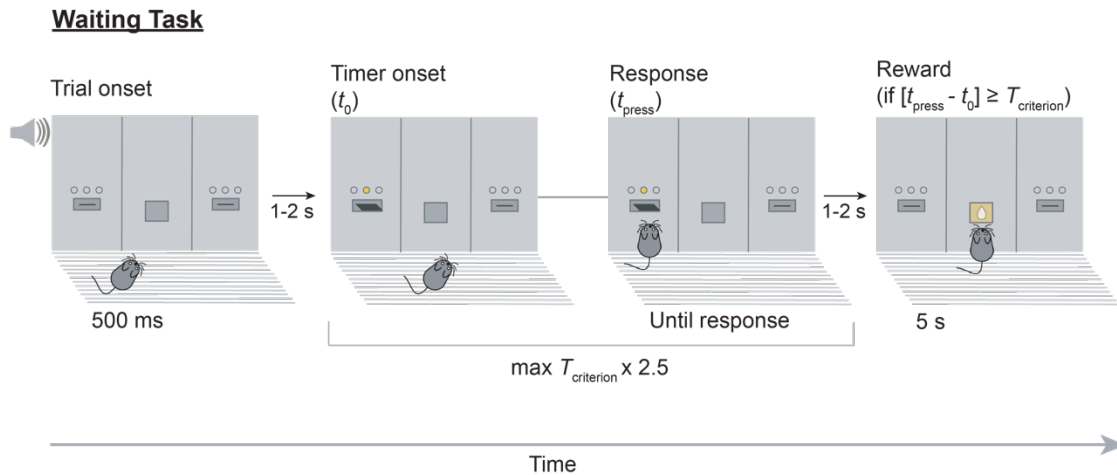 Waiting Task
Trial onset
Timer onset
(t0)
Response
(tpress)
Reward
(if [tpress - t0] ≥ Tcriterion)
1-2 s
1-2 s
500 ms
Until response
5 s
max Tcriterion x 2.5
Time